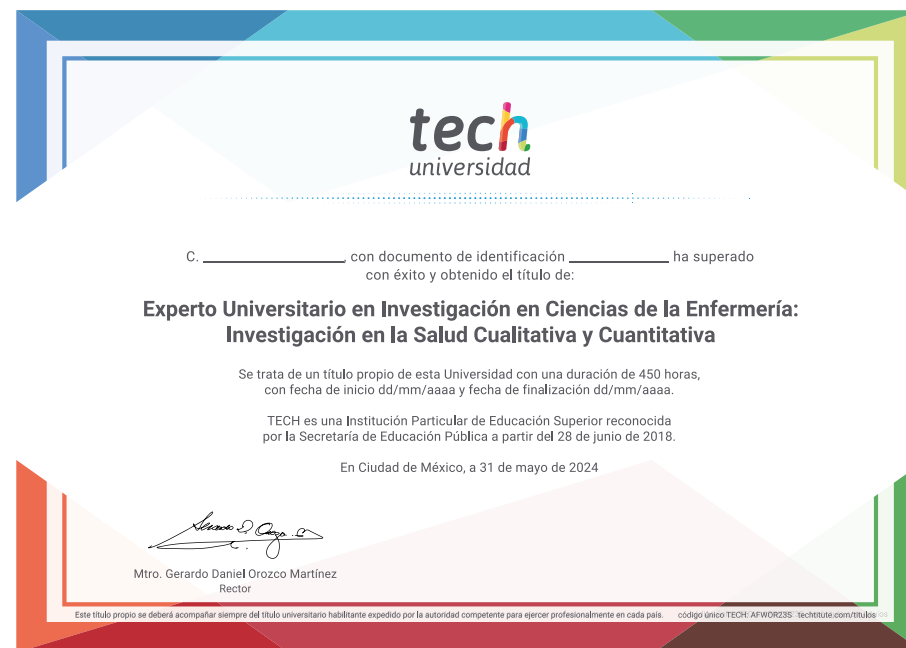 tech
universidad
C. ____________________, con documento de identificación ______________ ha superado
con éxito y obtenido el título de:
Experto Universitario en Investigación en Ciencias de la Enfermería:
Investigación en la Salud Cualitativa y Cuantitativa
Se trata de un título propio de esta Universidad con una duración de 450 horas,
con fecha de inicio dd/mm/aaaa y fecha de finalización dd/mm/aaaa.
TECH es una Institución Particular de Educación Superior reconocida
por la Secretaría de Educación Pública a partir del 28 de junio de 2018.
En Ciudad de México, a 31 de mayo de 2024
Mtro. Gerardo Daniel Orozco Martínez
Rector
Este título propio se deberá acompañar siempre del título universitario habilitante expedido por la autoridad competente para ejercer profesionalmente en cada país. código único TECH: AFWOR23S techtitute.com/titulos